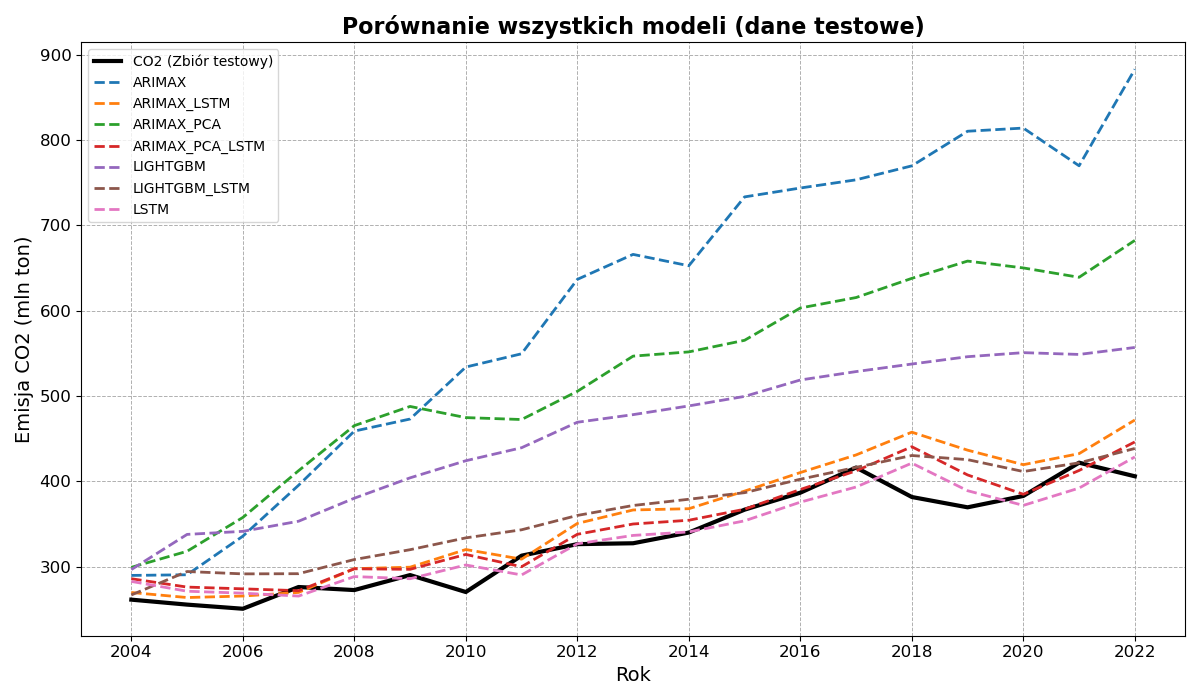 Porównanie wszystkich modeli (dane testowe)
CO2 (Zbiór testowy)
ARIMAX
ARIMAX_LSTM
ARIMAX_PCA
ARIMAX_PCA_LSTM
LIGHTGBM
LIGHTGBM_LSTM
LSTM
Emisja CO2 (mln ton)
900
800
700
600
500
400
300
2004 2006 2008 2010 2012 2014 2016 2018 2020 2022
Rok